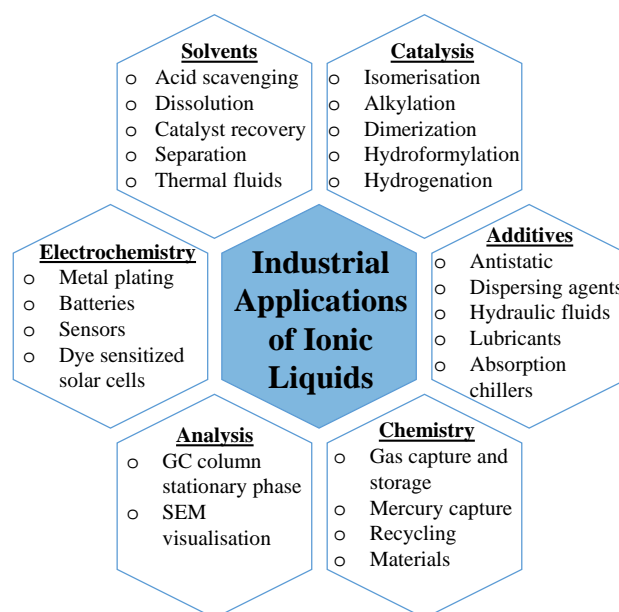 Solvents
o Acid scavenging
o Dissolution
o Catalyst recovery
o Separation
o Thermal fluids
Catalysis
o Isomerisation
o Alkylation
o Dimerization
o Hydroformylation
o Hydrogenation
Electrochemistry
o Metal plating
o Batteries
o Sensors
o Dye sensitized
solar cells
Industrial
Applications
of Ionic
Liquids
Additives
o Antistatic
o Dispersing agents
o Hydraulic fluids
o Lubricants
o Absorption
chillers
Analysis
o GC column
stationary phase
o SEM
visualisation
Chemistry
o Gas capture and
storage
o Mercury capture
o Recycling
o Materials